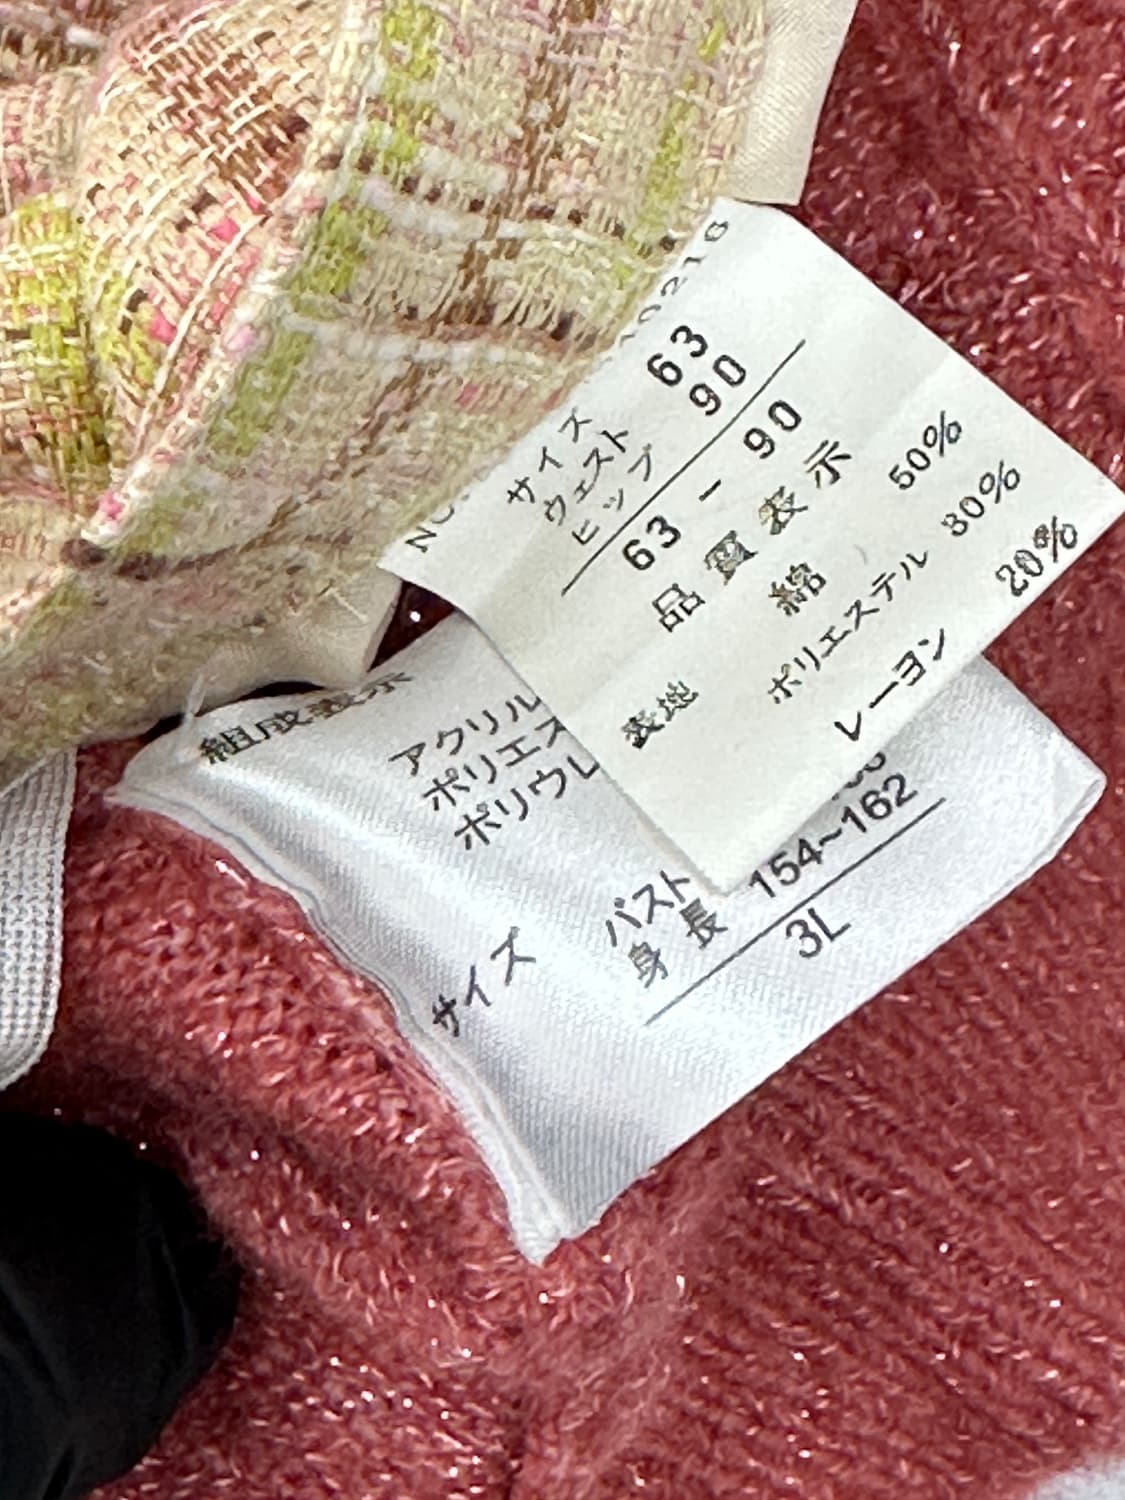 サイズ
ウェスト 63
ヒップ 90
63 - 90
品質表示
表地 綿 50%
ポリエステル 30%
レーヨン 20%
組成表示
アクリル
ポリエス
ポリウレ
サイズ
バスト
身長 154~162
3L